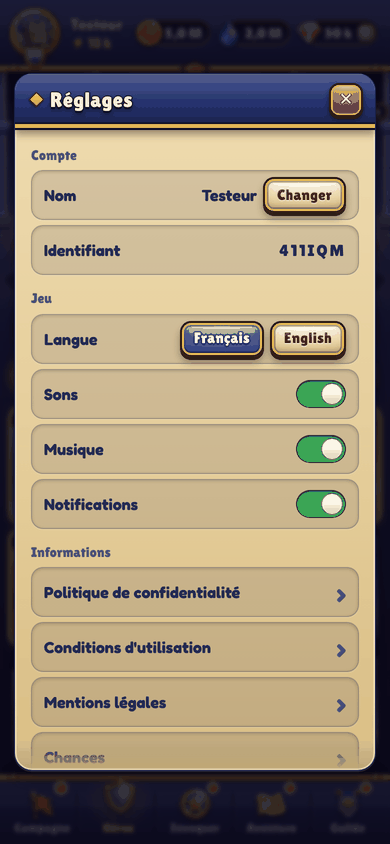 Testeur
Réglages
Compte
Nom Testeur Changer
Identifiant 411IQM
Jeu
Langue Français English
Sons
Musique
Notifications
Informations
Politique de confidentialité
Conditions d'utilisation
Mentions légales
Chances